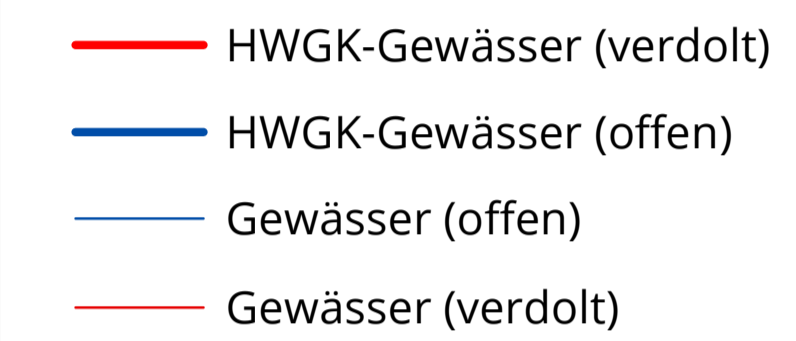 HWGK-Gewässer (verdolt)
HWGK-Gewässer (offen)
Gewässer (offen)
Gewässer (verdolt)